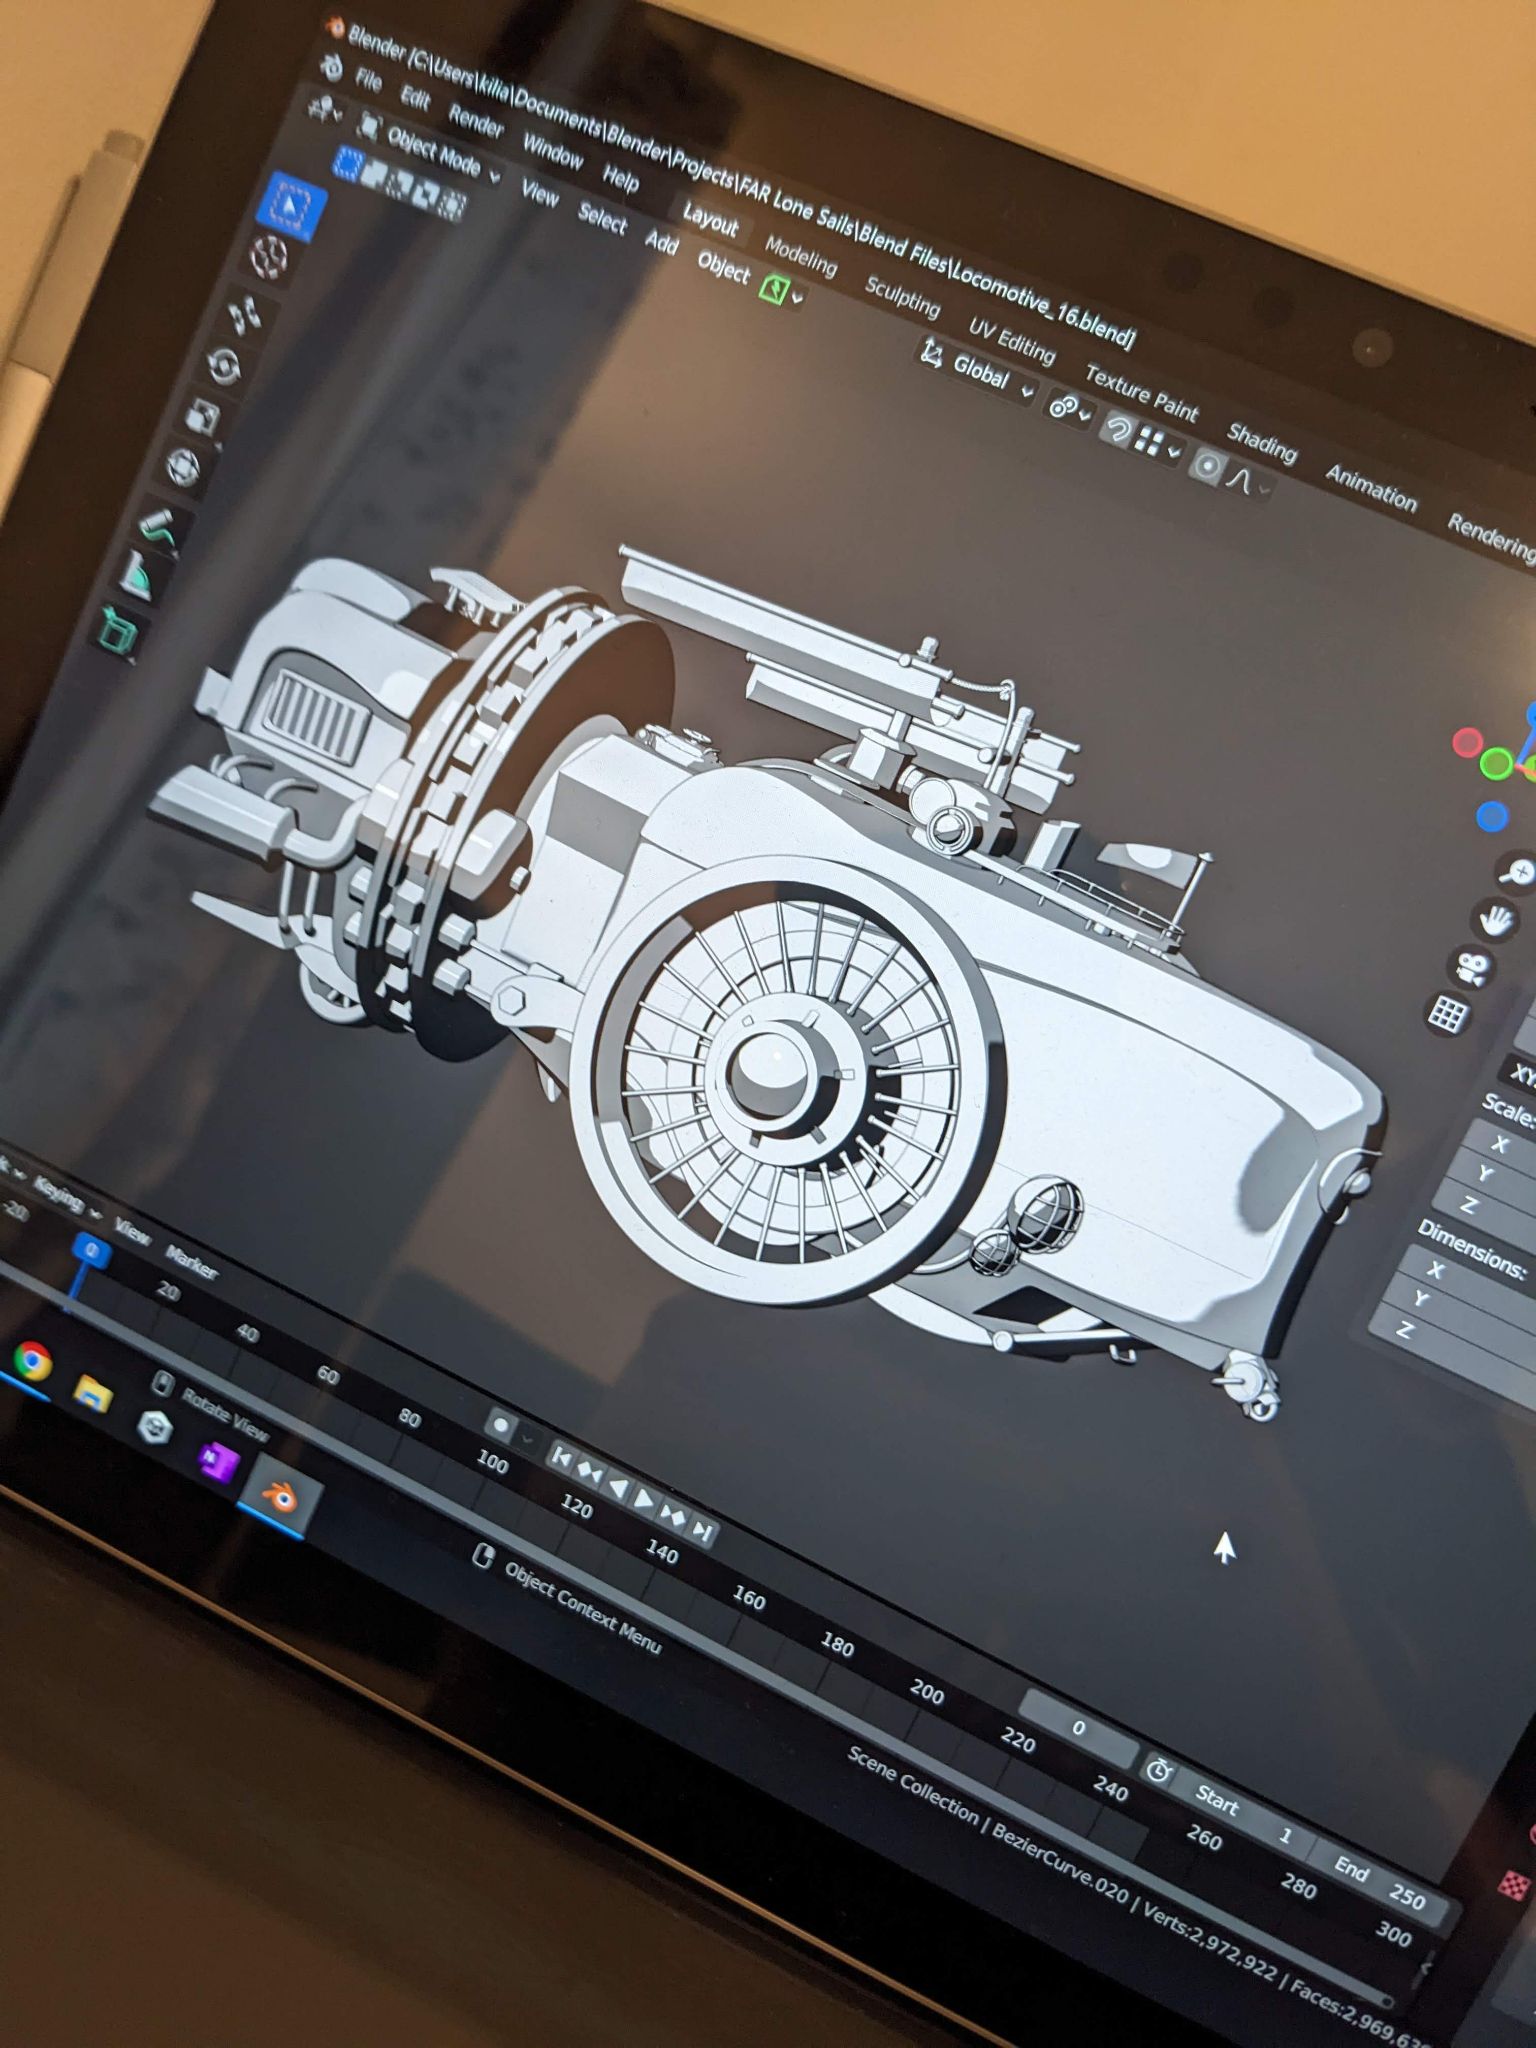 Blender [C:\Users\kilia\Documents\Blender\Projects\FAR Lone Sails\Blend Files\Locomotive_16.blend]
File Edit Render Window Help Layout Modeling Sculpting UV Editing Texture Paint Shading Animation Rendering
Object Mode View Select Add Object Global
Scale:
X
Y
Z
Dimensions:
X
Y
Z
Keying View Marker
0 Start 1 End 250
-20 0 20 40 60 80 100 120 140 160 180 200 220 240 260 280 300
Rotate View
Object Context Menu
Scene Collection | BezierCurve.020 | Verts:2,972,922 | Faces:2,969,63
N